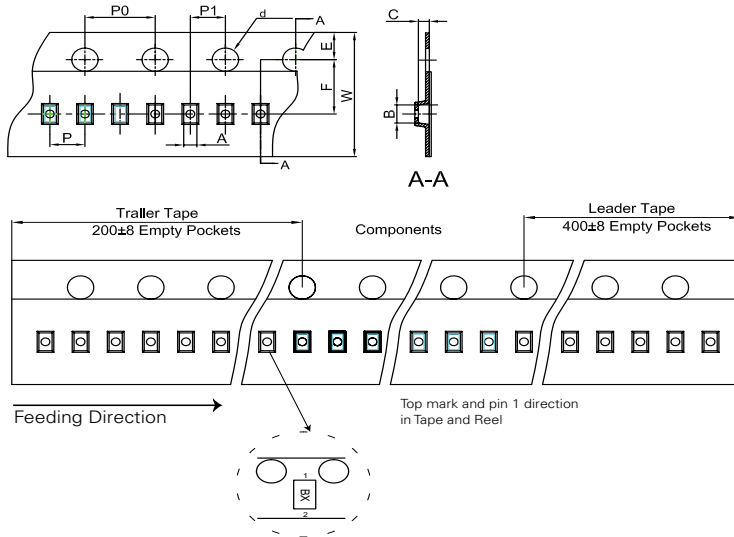 P0
P1
d
A
C
E
F
W
B
P
A
A
A-A
Traller Tape
200±8 Empty Pockets
Components
Leader Tape
400±8 Empty Pockets
Feeding Direction
Top mark and pin 1 direction
in Tape and Reel
1
BX
2